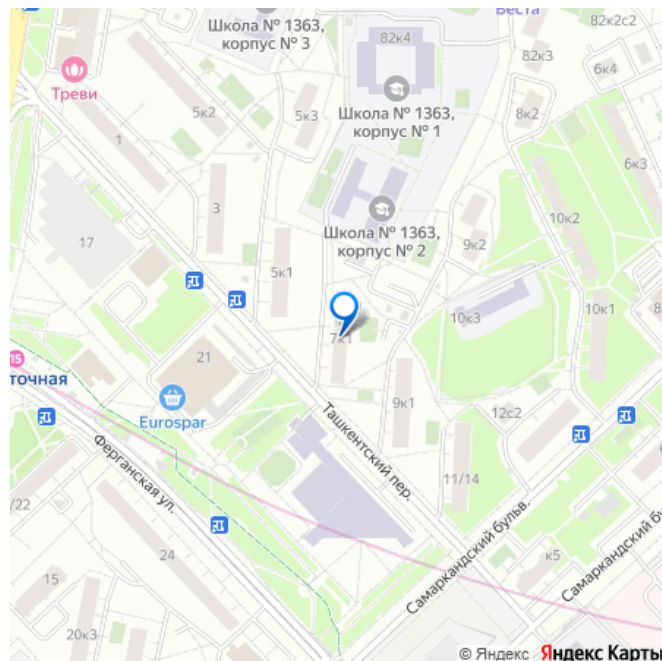 Веста
Школа № 1363,
корпус № 3
82к4
82к2с2
82к3
6к4
Треви
5к2
5к3
Школа № 1363,
корпус № 1
8к2
1
6к3
3
Школа № 1363,
корпус № 2
10к2
17
9к2
5к1
10к3
10к1
7к1
15
точная
21
Eurospar
9к1
12с2
Ташкентский пер.
Ферганская ул.
11/14
/22
24
Самаркандский бульв.
к5
Самаркандский б
15
20к3
© Яндекс Яндекс Карты